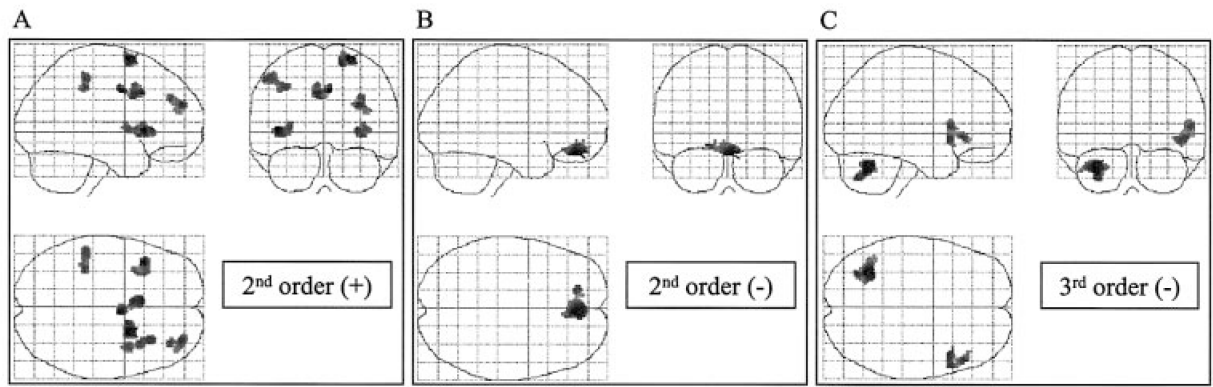 A
B
C
2nd order (+)
2nd order (-)
3rd order (-)